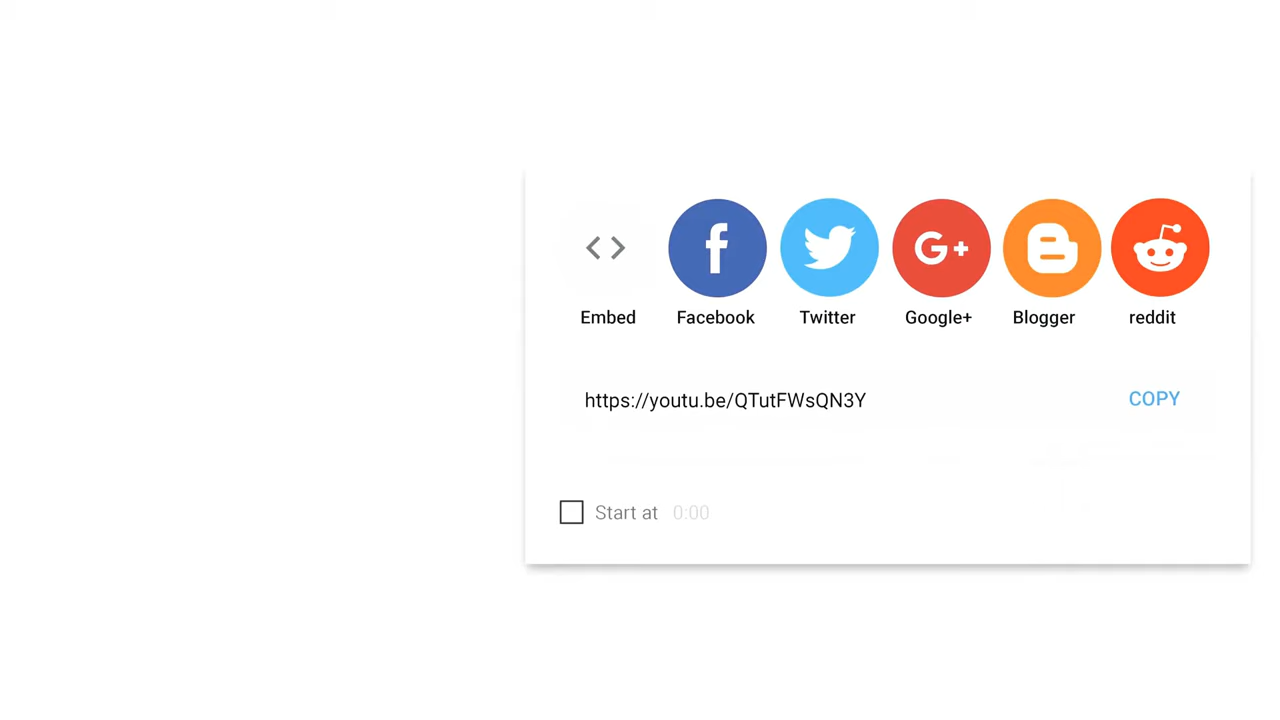 Embed Facebook Twitter Google+ Blogger reddit
https://youtu.be/QTutFWsQN3Y COPY
Start at 0:00